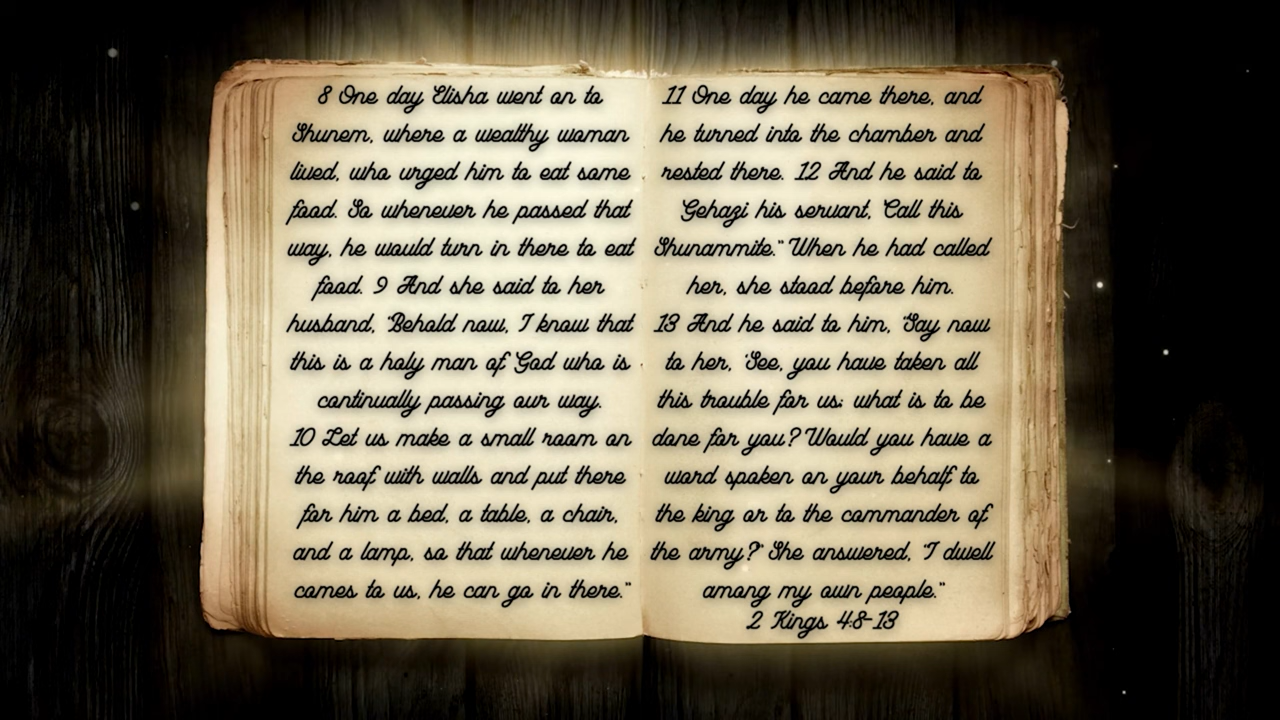 8 One day Elisha went on to
Shunem, where a wealthy woman
lived, who urged him to eat some
food. So whenever he passed that
way, he would turn in there to eat
food. 9 And she said to her
husband, "Behold now, I know that
this is a holy man of God who is
continually passing our way.
10 Let us make a small room on
the roof with walls and put there
for him a bed, a table, a chair,
and a lamp, so that whenever he
comes to us, he can go in there."
11 One day he came there, and
he turned into the chamber and
rested there. 12 And he said to
Gehazi his servant, "Call this
Shunammite." When he had called
her, she stood before him.
13 And he said to him, "Say now
to her, 'See, you have taken all
this trouble for us; what is to be
done for you? Would you have a
word spoken on your behalf to
the king or to the commander of
the army?' She answered, "I dwell
among my own people."
2 Kings 4:8-13